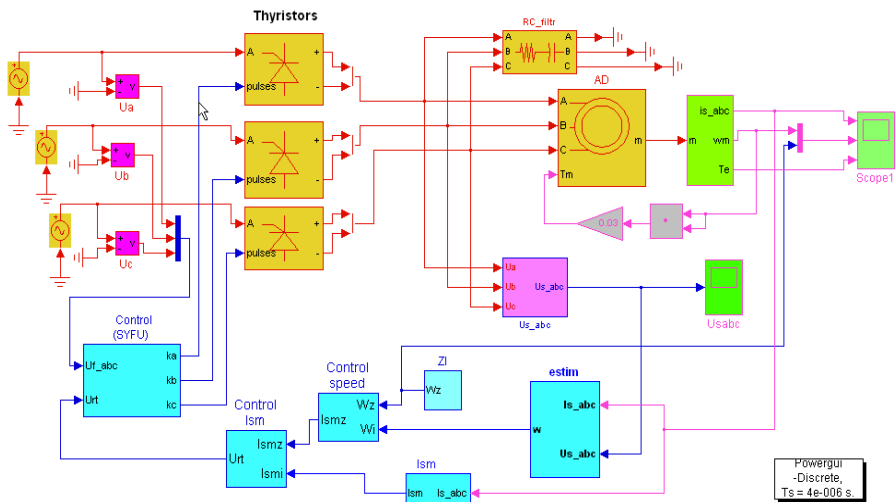 Thyristors
RC_filtr
A
B
C
A
B
C
A
pulses
+
-
+
-
v
Ua
AD
A
B
C
Tm
m
m
is_abc
wm
Te
Scope1
+
-
v
Ub
A
pulses
+
-
+
-
v
Uc
A
pulses
+
-
0.03
*
Ua
Ub
Uc
Us_abc
Us_abc
Usabc
Control
(SYFU)
Uf_abc
Urt
ka
kb
kc
Control
speed
Wz
Wi
Ismz
ZI
Wz
estim
Is_abc
w
Us_abc
Control
Ism
Ismz
Ismi
Urt
Ism
Ism
Is_abc
Powergui
-Discrete,
Ts = 4e-006 s.